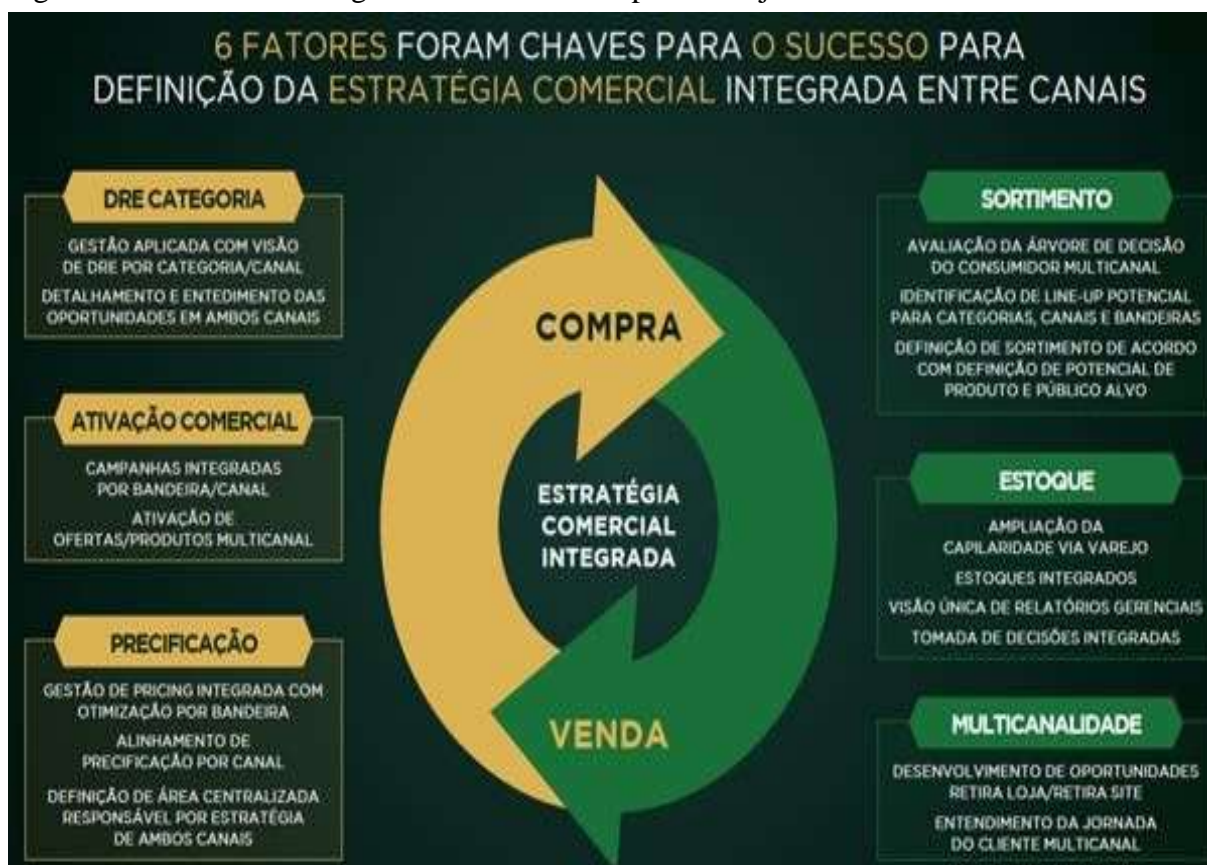 6 FATORES FORAM CHAVES PARA O SUCESSO PARA
DEFINIÇÃO DA ESTRATÉGIA COMERCIAL INTEGRADA ENTRE CANAIS
DRE CATEGORIA
GESTÃO APLICADA COM VISÃO
DE DRE POR CATEGORIA/CANAL
DETALHAMENTO E ENTEDIMENTO DAS
OPORTUNIDADES EM AMBOS CANAIS
ATIVAÇÃO COMERCIAL
CAMPANHAS INTEGRADAS
POR BANDEIRA/CANAL
ATIVAÇÃO DE
OFERTAS/PRODUTOS MULTICANAL
PRECIFICAÇÃO
GESTÃO DE PRICING INTEGRADA COM
OTIMIZAÇÃO POR BANDEIRA
ALINHAMENTO DE
PRECIFICAÇÃO POR CANAL
DEFINIÇÃO DE ÁREA CENTRALIZADA
RESPONSÁVEL POR ESTRATÉGIA
DE AMBOS CANAIS
COMPRA
ESTRATÉGIA
COMERCIAL
INTEGRADA
VENDA
SORTIMENTO
AVALIAÇÃO DA ÁRVORE DE DECISÃO
DO CONSUMIDOR MULTICANAL
IDENTIFICAÇÃO DE LINE-UP POTENCIAL
PARA CATEGORIAS, CANAIS E BANDEIRAS
DEFINIÇÃO DE SORTIMENTO DE ACORDO
COM DEFINIÇÃO DE POTENCIAL DE
PRODUTO E PÚBLICO ALVO
ESTOQUE
AMPLIAÇÃO DA
CAPILARIDADE VIA VAREJO
ESTOQUES INTEGRADOS
VISÃO ÚNICA DE RELATÓRIOS GERENCIAIS
TOMADA DE DECISÕES INTEGRADAS
MULTICANALIDADE
DESENVOLVIMENTO DE OPORTUNIDADES
RETIRA LOJA/RETIRA SITE
ENTENDIMENTO DA JORNADA
DO CLIENTE MULTICANAL